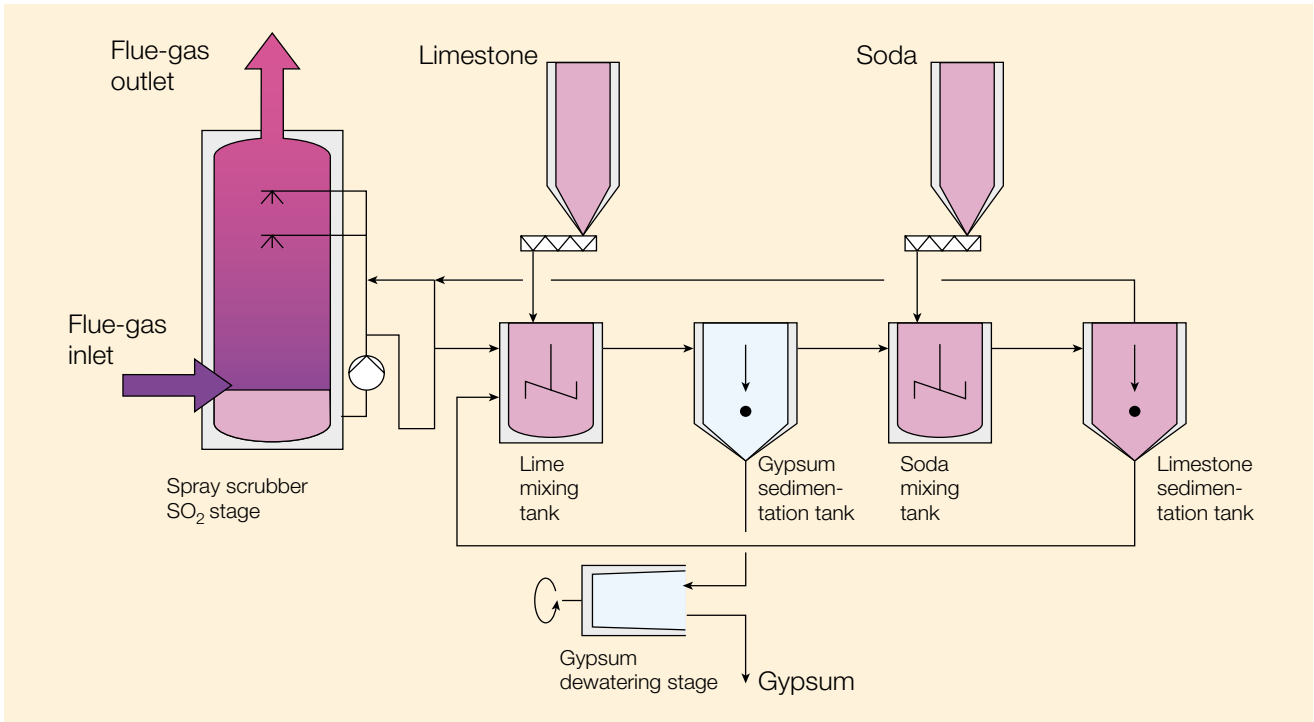 Flue-gas
outlet
Limestone
Soda
Flue-gas
inlet
Spray scrubber
SO₂ stage
Lime
mixing
tank
Gypsum
sedimen-
tation tank
Soda
mixing
tank
Limestone
sedimen-
tation tank
Gypsum
dewatering stage
Gypsum